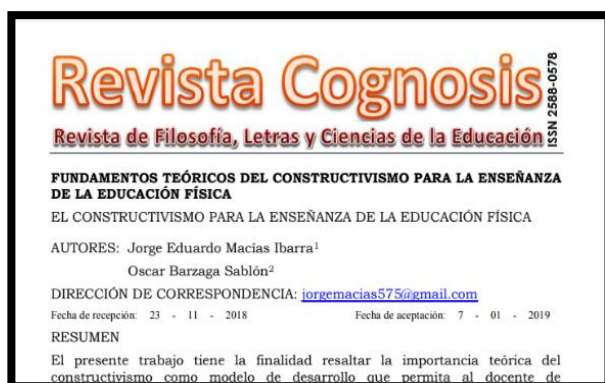 Revista Cognosis
ISSN 2588-0578
Revista de Filosofía, Letras y Ciencias de la Educación
FUNDAMENTOS TEÓRICOS DEL CONSTRUCTIVISMO PARA LA ENSEÑANZA
DE LA EDUCACIÓN FÍSICA
EL CONSTRUCTIVISMO PARA LA ENSEÑANZA DE LA EDUCACIÓN FÍSICA
AUTORES: Jorge Eduardo Macías Ibarra¹
Oscar Barzaga Sablón²
DIRECCIÓN DE CORRESPONDENCIA: jorgemacias575@gmail.com
Fecha de recepción: 23 - 11 - 2018 Fecha de aceptación: 7 - 01 - 2019
RESUMEN
El presente trabajo tiene la finalidad resaltar la importancia teórica del
constructivismo como modelo de desarrollo que permita al docente de